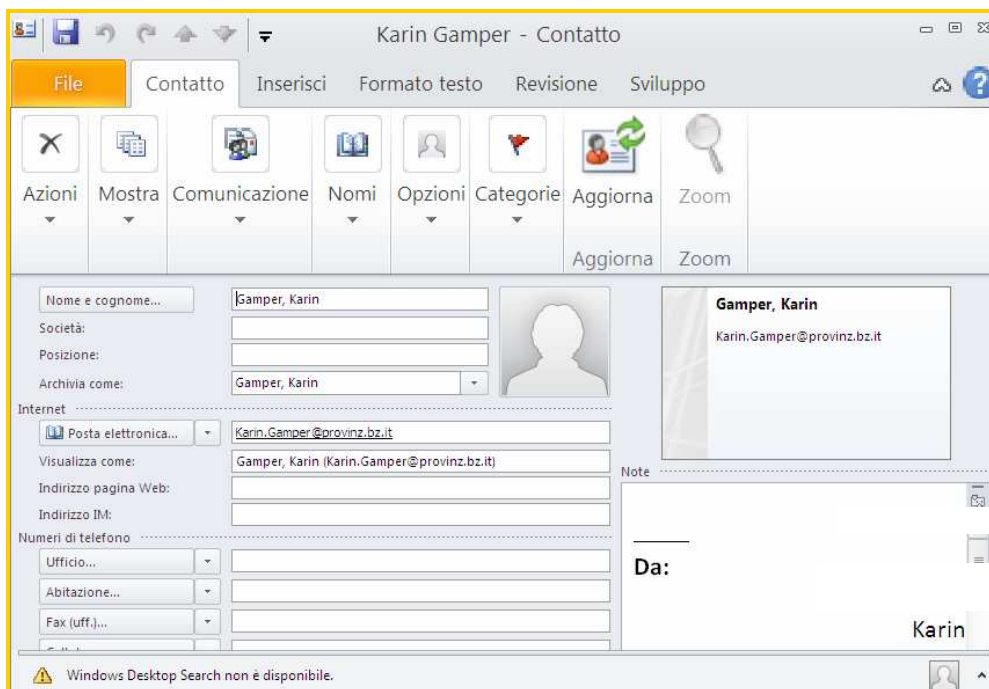 Karin Gamper - Contatto
File Contatto Inserisci Formato testo Revisione Sviluppo
Azioni Mostra Comunicazione Nomi Opzioni Categorie Aggiorna Zoom
Aggiorna Zoom
Nome e cognome... Gamper, Karin
Società:
Posizione:
Archivia come: Gamper, Karin
Gamper, Karin
Karin.Gamper@provinz.bz.it
Internet
Posta elettronica... Karin.Gamper@provinz.bz.it
Visualizza come: Gamper, Karin (Karin.Gamper@provinz.bz.it)
Indirizzo pagina Web:
Indirizzo IM:
Numeri di telefono
Ufficio...
Abitazione...
Fax (uff.)...
Note
Da:
Karin
Windows Desktop Search non è disponibile.